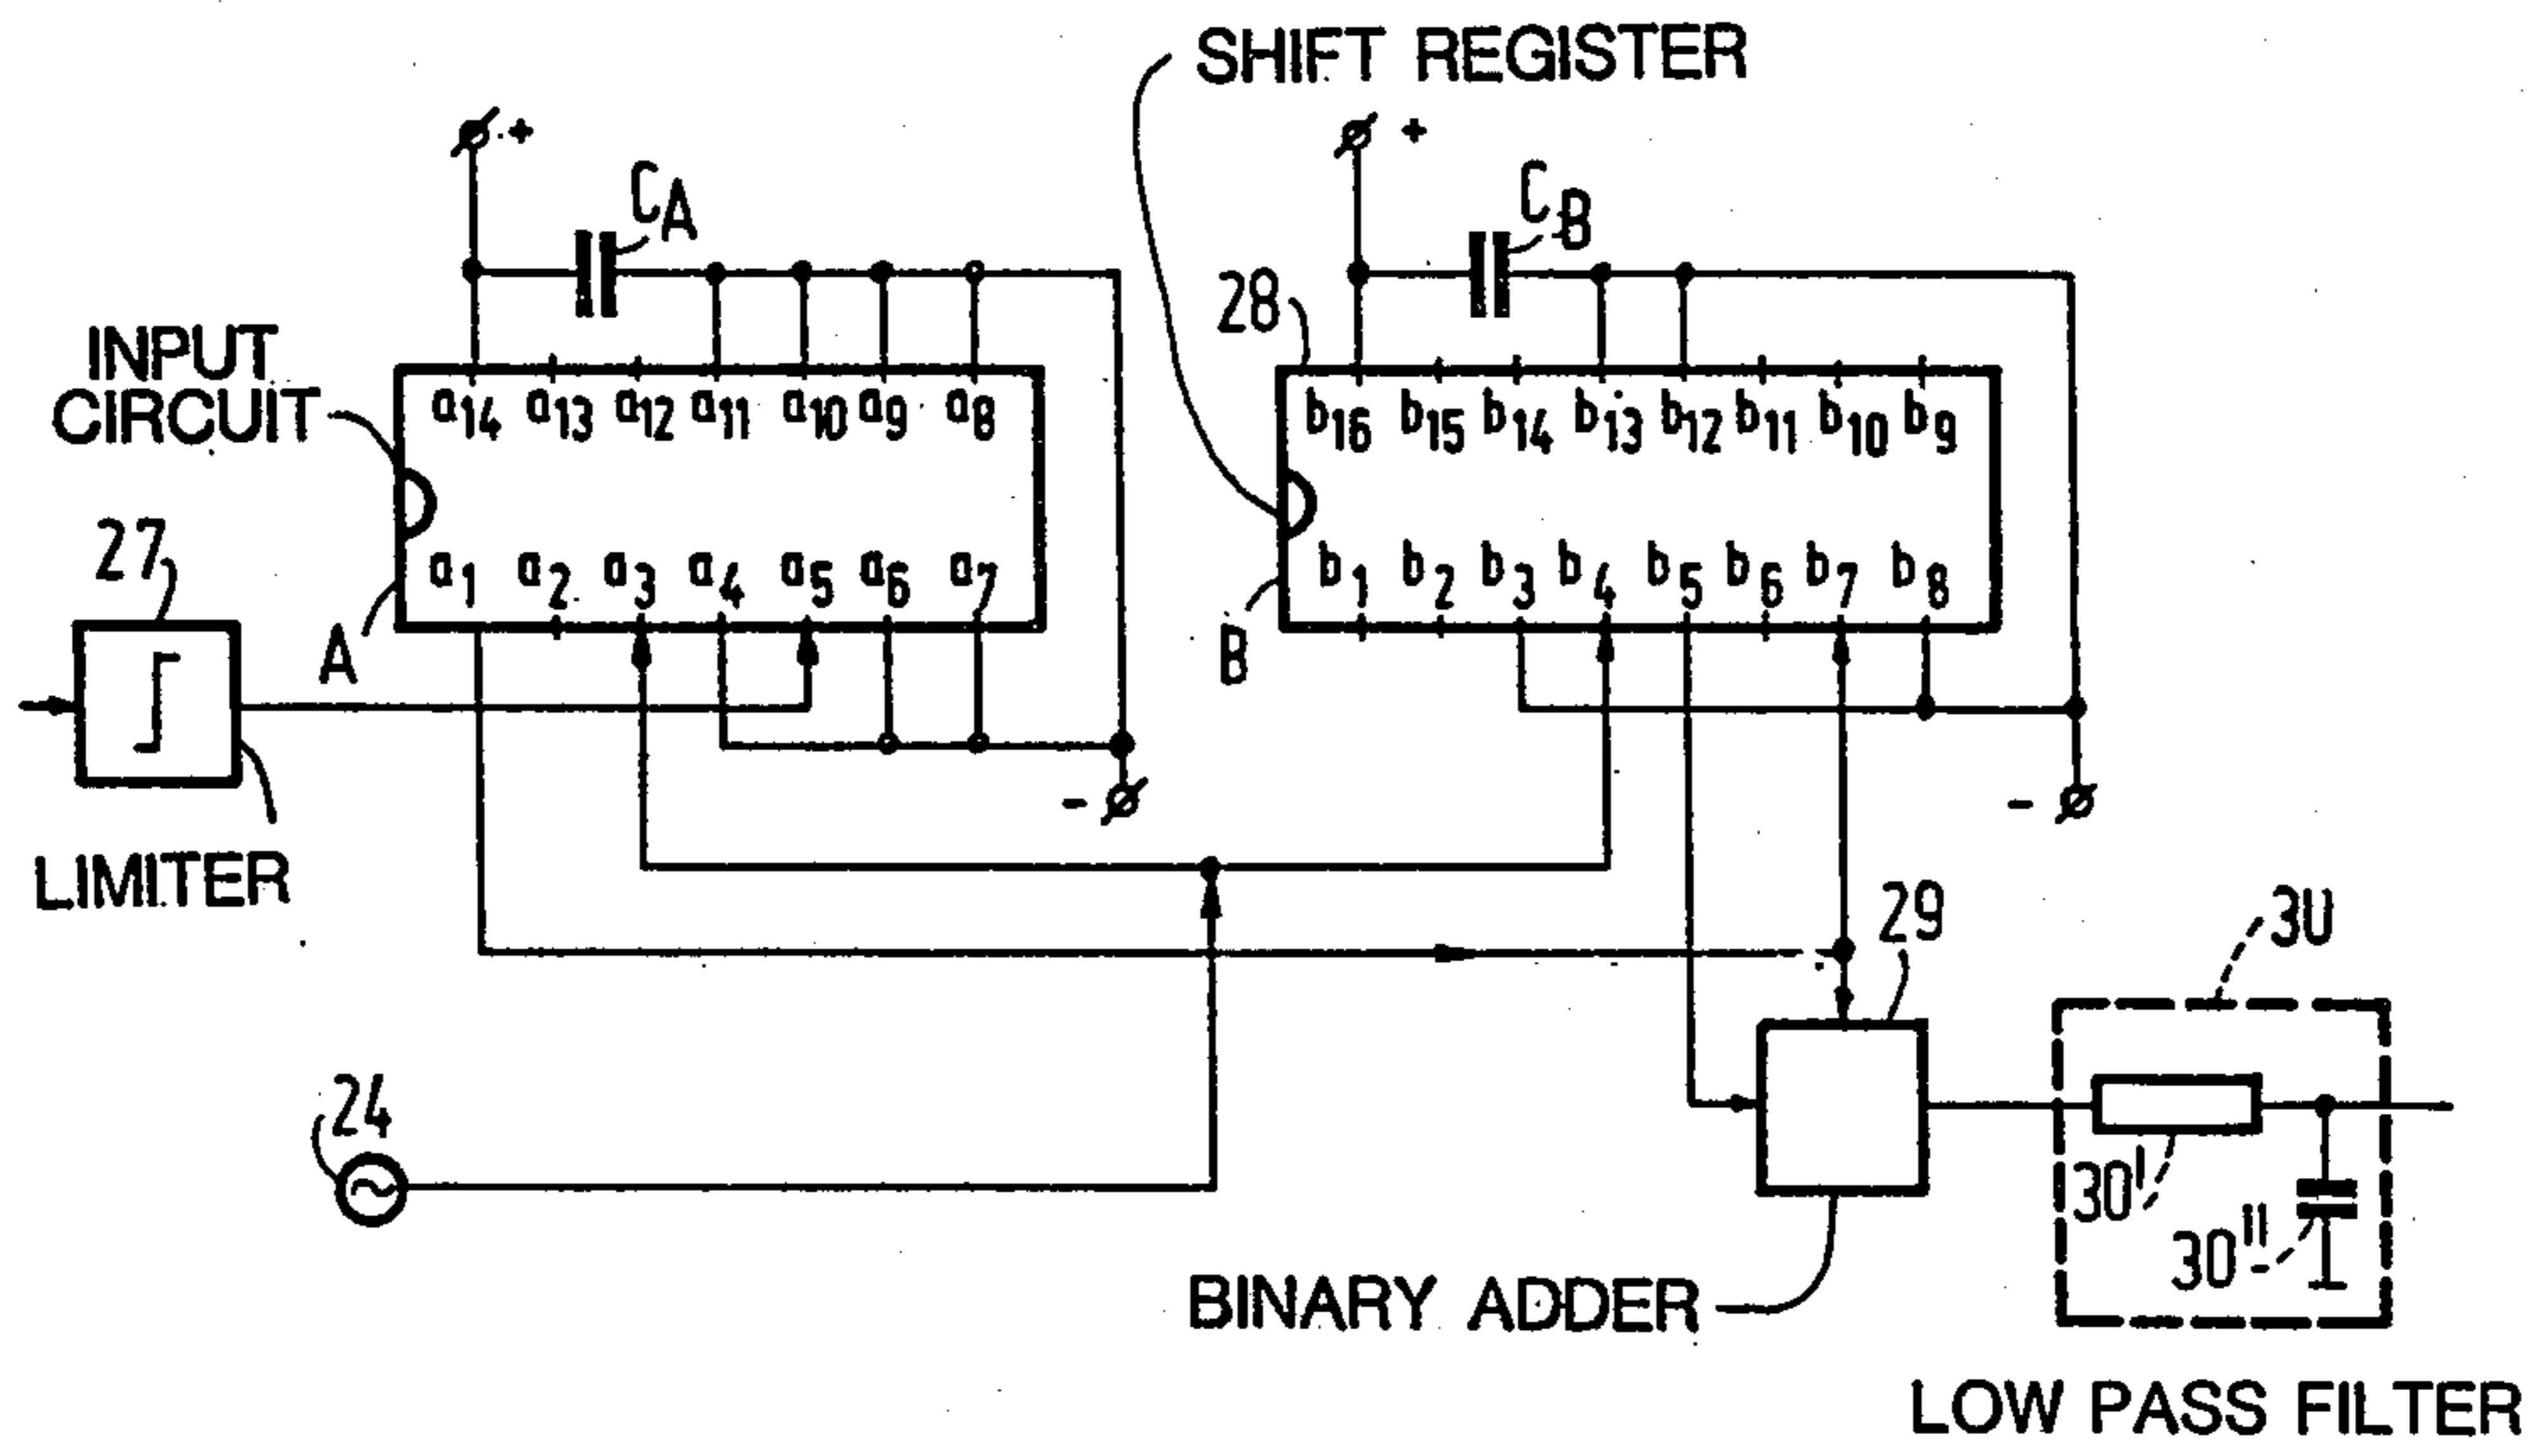 SHIFT REGISTER
+
+
CA
CB
28
INPUT
CIRCUIT
a14 a13 a12 a11 a10 a9 a8
b16 b15 b14 b13 b12 b11 b10 b9
27
a1 a2 a3 a4 a5 a6 a7
b1 b2 b3 b4 b5 b6 b7 b8
A
B
-
-
LIMITER
29
30
24
30'
30"
BINARY ADDER
LOW PASS FILTER